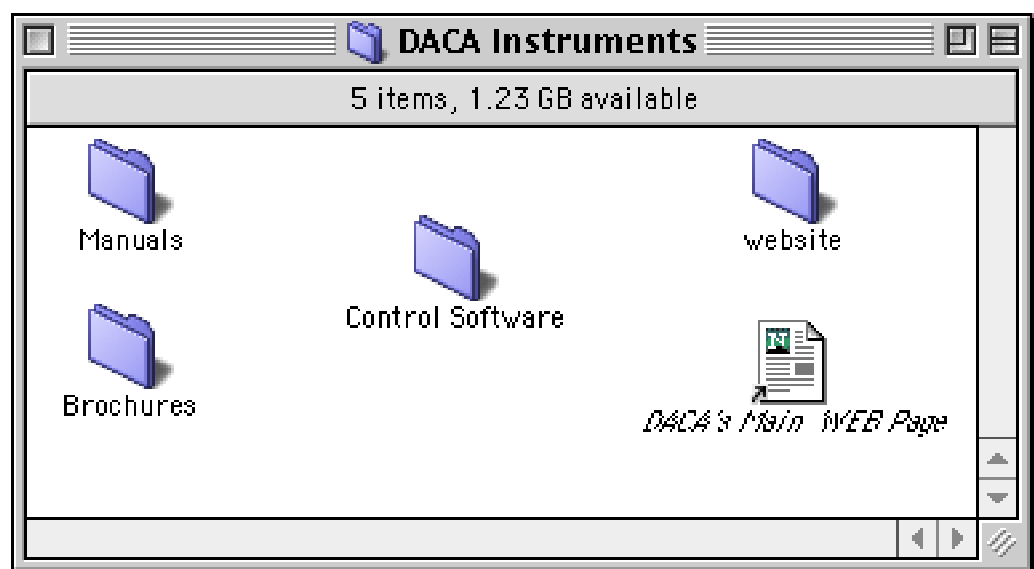 DACA Instruments
5 items, 1.23 GB available
Manuals
website
Control Software
Brochures
DACA's Main WEB Page